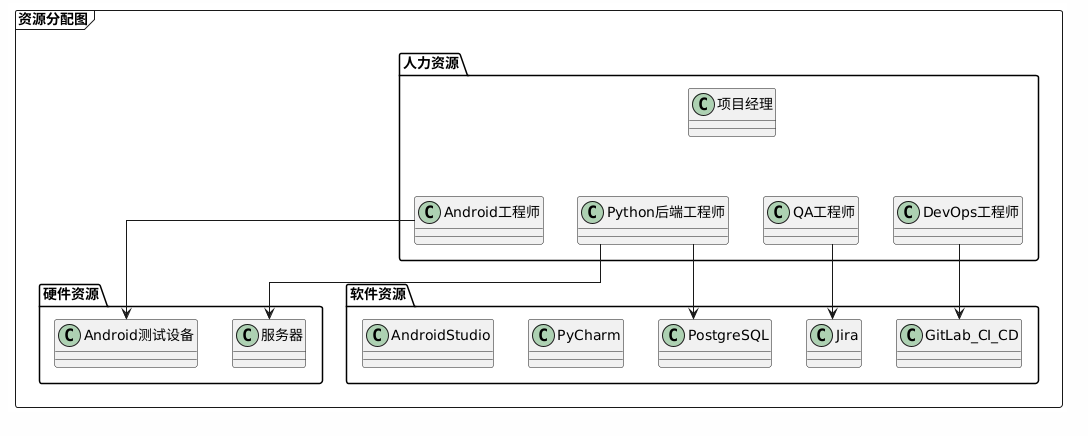 资源分配图
人力资源
C 项目经理
C Android工程师
C Python后端工程师
C QA工程师
C DevOps工程师
硬件资源
软件资源
C Android测试设备
C 服务器
C AndroidStudio
C PyCharm
C PostgreSQL
C Jira
C GitLab_CI_CD